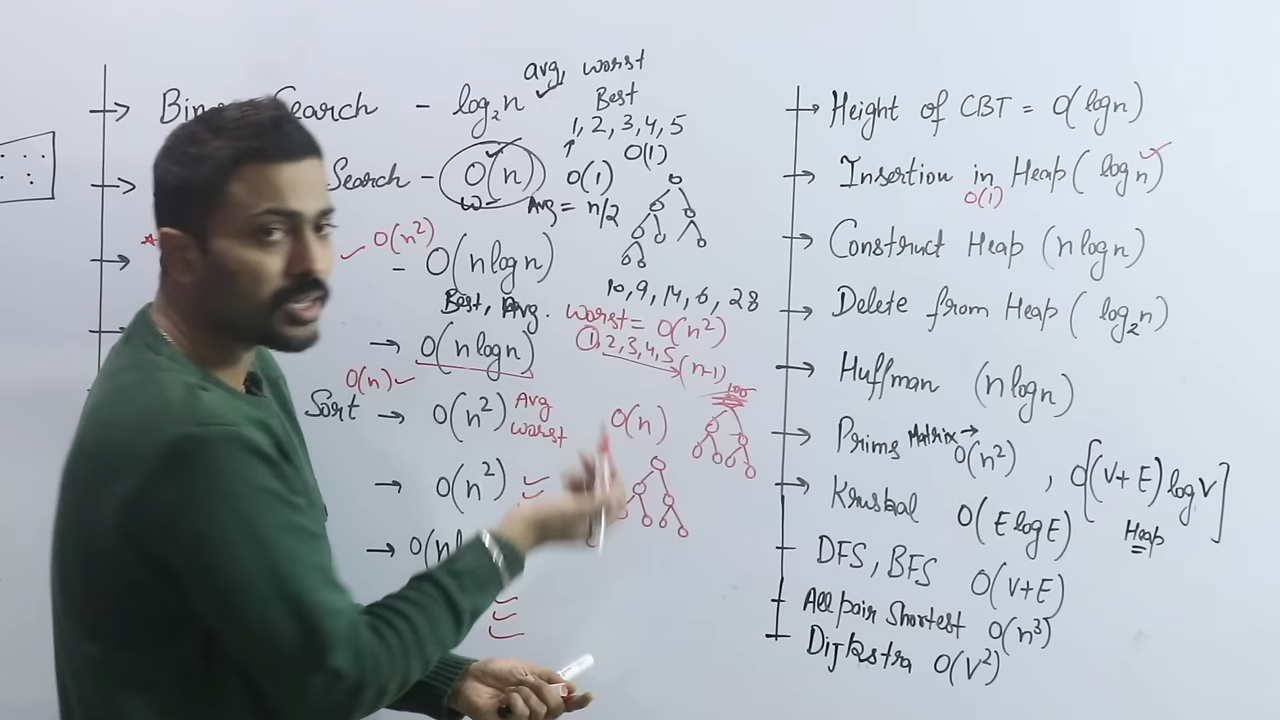 Search - log₂n avg, worst
Best
1, 2, 3, 4, 5
O(1)
Search - O(n) O(1)
w Avg = n/2
O(n²)
- O(n log n)
10, 9, 14, 6, 28
Best, Avg. worst = O(n²)
1, 2, 3, 4, 5 (n-1)
→ O(n log n)
O(n)
Sort → O(n²) Avg worst O(n) 100
→ O(n²)
→ O(n
→ Height of CBT = O(log n)
→ Insertion in Heap (log n)
O(1)
→ Construct Heap (n log n)
→ Delete from Heap (log₂n)
→ Huffman (n log n)
→ Prims Matrix → O(n²), O[(V+E) log V]
Heap
→ Kruskal O(E log E)
DFS, BFS O(V+E)
All pair Shortest O(n³)
Dijkstra O(V²)